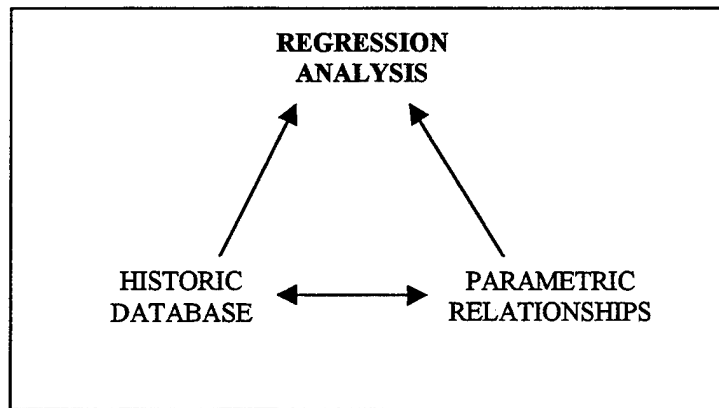 REGRESSION
ANALYSIS
HISTORIC
DATABASE
PARAMETRIC
RELATIONSHIPS